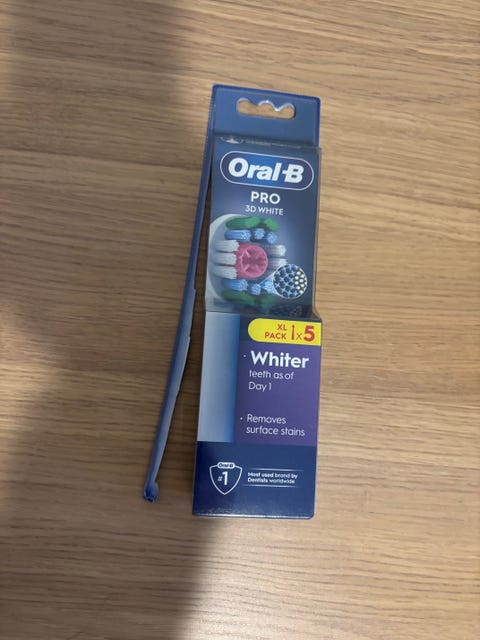 Oral-B
PRO
3D WHITE
XL
PACK 1x5
· Whiter
teeth as of
Day 1
· Removes
surface stains
Oral-B
#1
Most used brand by
Dentists worldwide